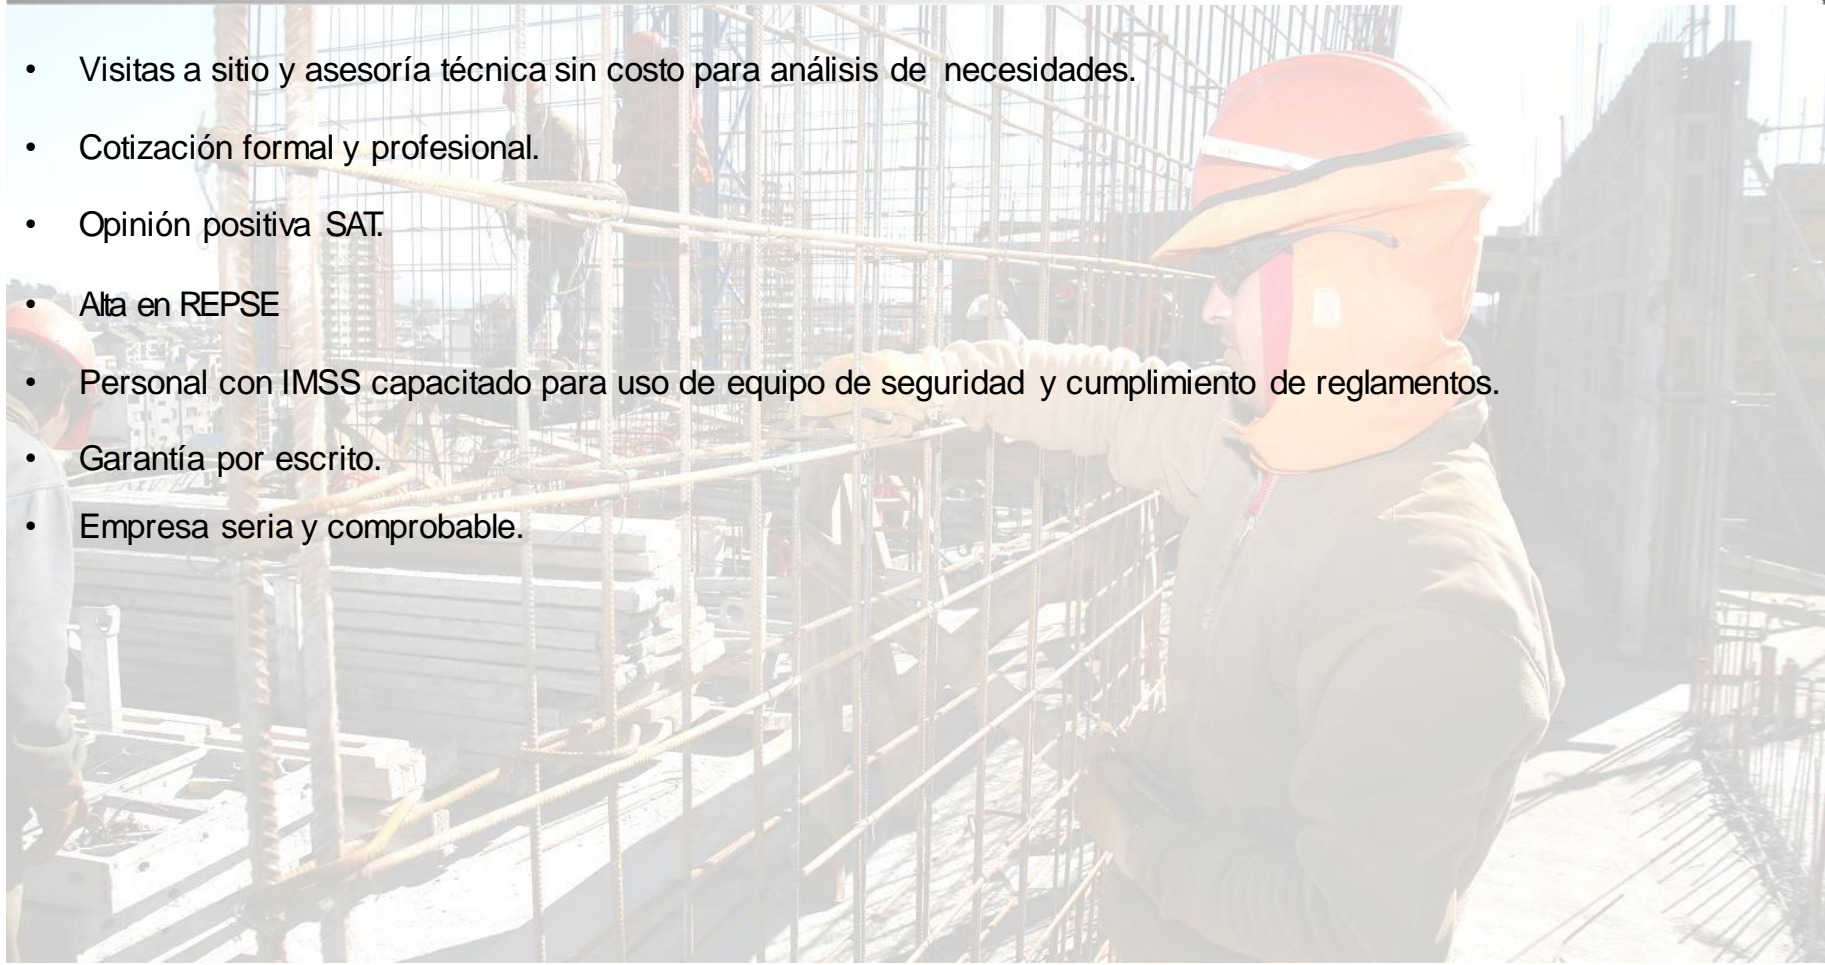 • Visitas a sitio y asesoría técnica sin costo para análisis de necesidades.
• Cotización formal y profesional.
• Opinión positiva SAT.
• Alta en REPSE
• Personal con IMSS capacitado para uso de equipo de seguridad y cumplimiento de reglamentos.
• Garantía por escrito.
• Empresa seria y comprobable.